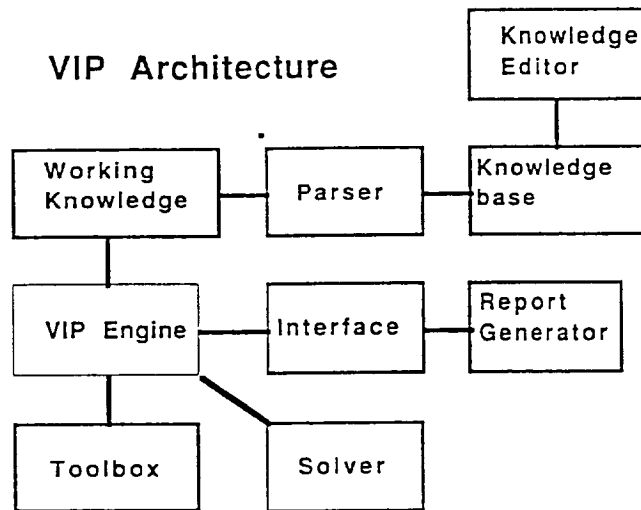 Knowledge
Editor
VIP Architecture
Working
Knowledge
Parser
Knowledge
base
VIP Engine
Interface
Report
Generator
Toolbox
Solver